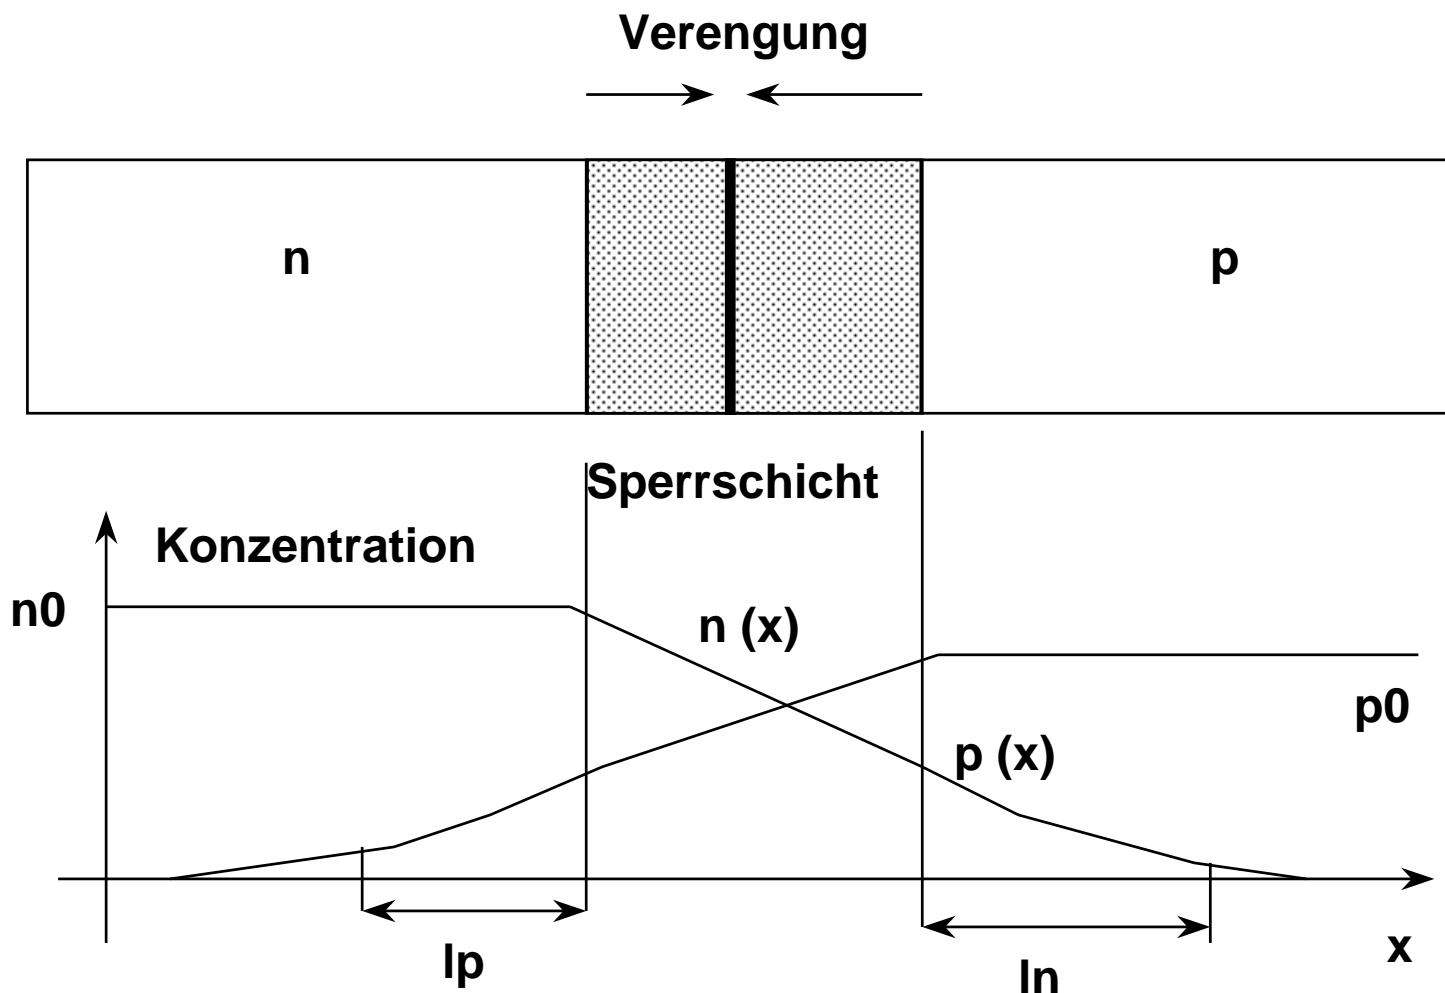 Verengung
n
p
Sperrschicht
Konzentration
n0
n (x)
p0
p (x)
lp
ln
x